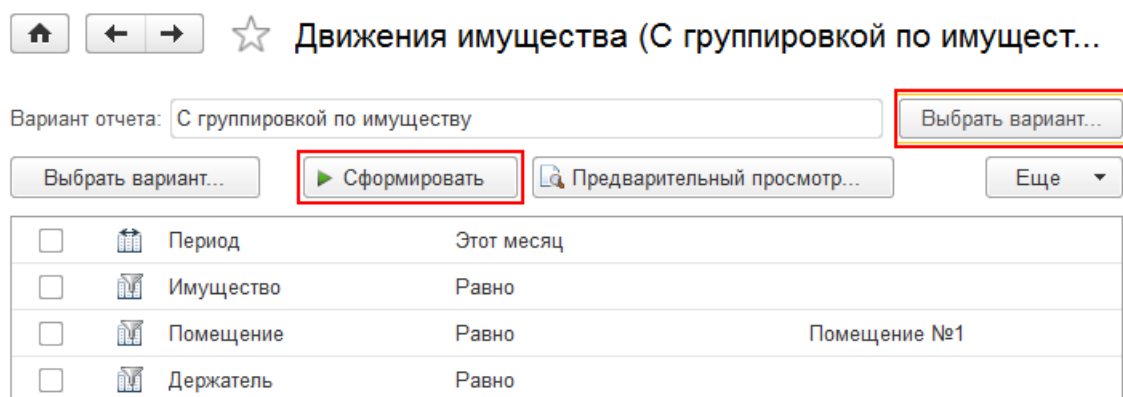 Движения имущества (С группировкой по имущест...
Вариант отчета: С группировкой по имуществу Выбрать вариант...
Выбрать вариант... Сформировать Предварительный просмотр... Еще
Период Этот месяц
Имущество Равно
Помещение Равно Помещение №1
Держатель Равно